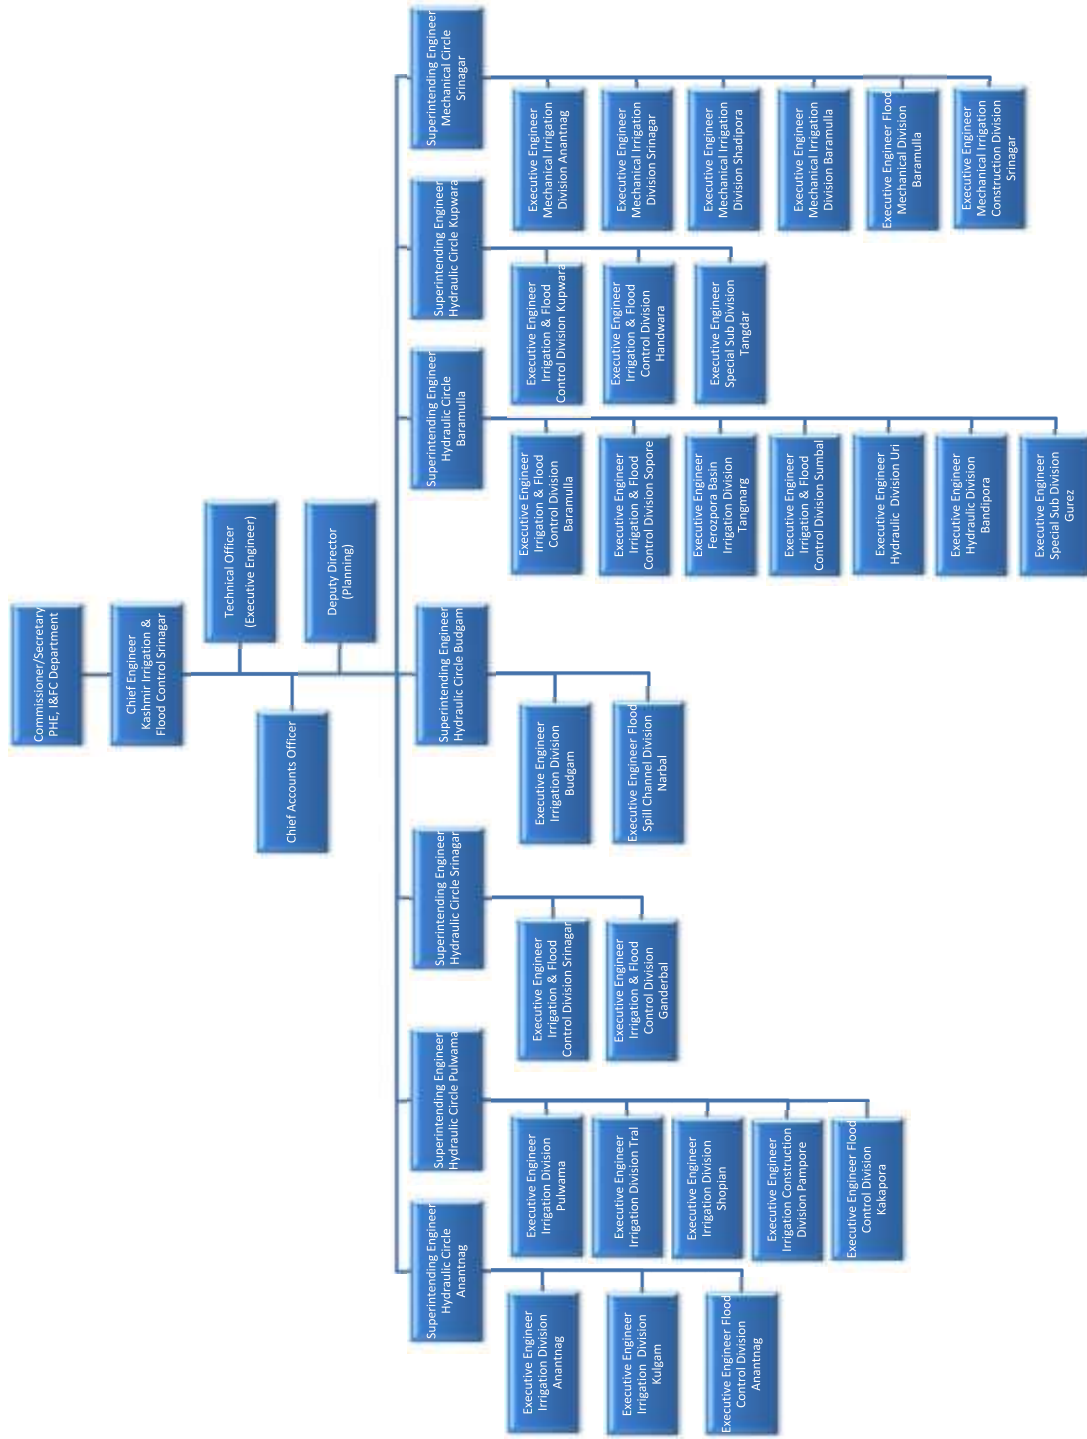 Commissioner/Secretary
PHE, I&FC Department
Chief Engineer
Kashmir Irrigation &
Flood Control Srinagar
Technical Officer
(Executive Engineer)
Chief Accounts Officer
Deputy Director
(Planning)
Superintending Engineer
Hydraulic Circle
Anantnag
Executive Engineer
Irrigation Division
Anantnag
Executive Engineer
Irrigation Division
Kulgam
Executive Engineer Flood
Control Division
Anantnag
Superintending Engineer
Hydraulic Circle Pulwama
Executive Engineer
Irrigation Division
Pulwama
Executive Engineer
Irrigation Division Tral
Executive Engineer
Irrigation Division
Shopian
Executive Engineer
Irrigation Construction
Division Pampore
Executive Engineer Flood
Control Division
Kakapora
Superintending Engineer
Hydraulic Circle Srinagar
Executive Engineer
Irrigation & Flood
Control Division Srinagar
Executive Engineer
Irrigation & Flood
Control Division
Ganderbal
Superintending Engineer
Hydraulic Circle Budgam
Executive Engineer
Irrigation Division
Budgam
Executive Engineer Flood
Spill Channel Division
Narbal
Superintending Engineer
Hydraulic Circle
Baramulla
Executive Engineer
Irrigation & Flood
Control Division
Baramulla
Executive Engineer
Irrigation & Flood
Control Division Sopore
Executive Engineer
Ferozpora Basin
Irrigation Division
Tangmarg
Executive Engineer
Irrigation & Flood
Control Division Sumbal
Executive Engineer
Hydraulic Division Uri
Executive Engineer
Hydraulic Division
Bandipora
Executive Engineer
Special Sub Division
Gurez
Superintending Engineer
Hydraulic Circle Kupwara
Executive Engineer
Irrigation & Flood
Control Division Kupwara
Executive Engineer
Irrigation & Flood
Control Division
Handwara
Executive Engineer
Special Sub Division
Tangdar
Superintending Engineer
Mechanical Circle
Srinagar
Executive Engineer
Mechanical Irrigation
Division Anantnag
Executive Engineer
Mechanical Irrigation
Division Srinagar
Executive Engineer
Mechanical Irrigation
Division Shadipora
Executive Engineer
Mechanical Irrigation
Division Baramulla
Executive Engineer Flood
Mechanical Division
Baramulla
Executive Engineer
Mechanical Irrigation
Construction Division
Srinagar